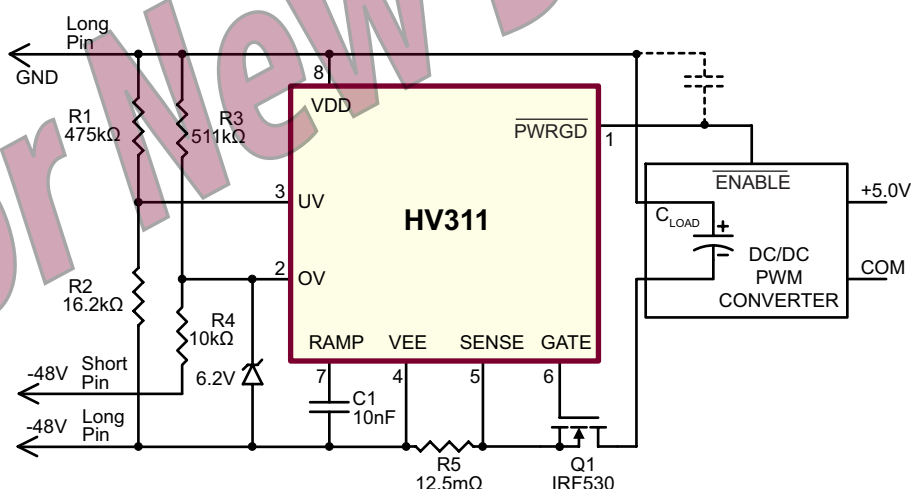 Long
Pin
GND
R1
475kΩ
R3
511kΩ
8
VDD
PWRGD
1
3
UV
HV311
ENABLE
+5.0V
CLOAD
+
−
DC/DC
PWM
CONVERTER
COM
2
OV
R2
16.2kΩ
R4
10kΩ
6.2V
RAMP
VEE
SENSE
GATE
7
4
5
6
-48V
Short
Pin
C1
10nF
-48V
Long
Pin
R5
12.5mΩ
Q1
IRF530
or New